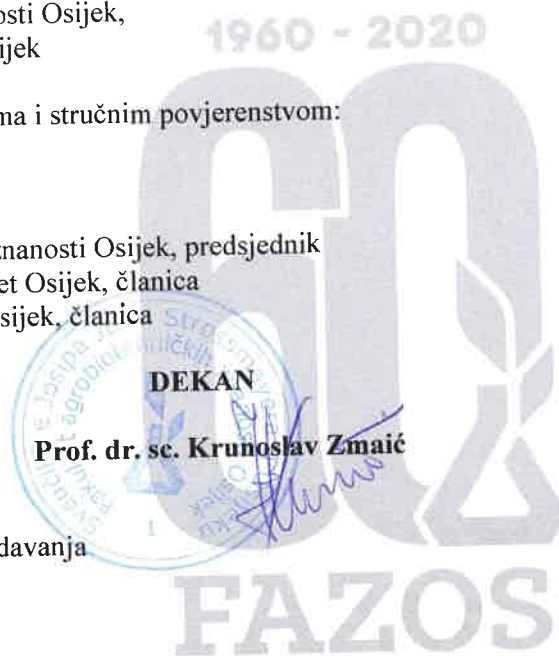 osti Osijek,
ijek
1960 - 2020
ma i stručnim povjerenstvom:
znanosti Osijek, predsjednik
et Osijek, članica
sijek, članica
DEKAN
Prof. dr. sc. Krunoslav Zmaić
davanja
FAZOS